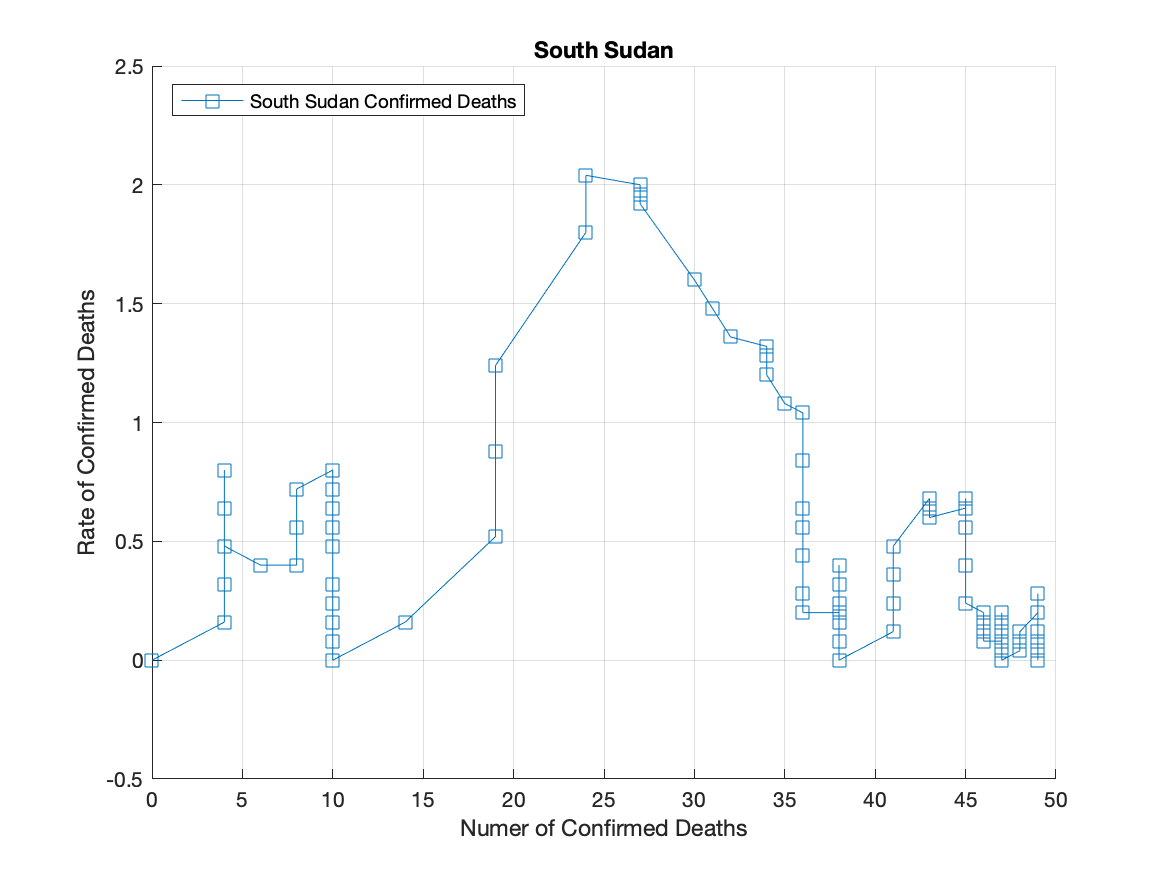 South Sudan
South Sudan Confirmed Deaths
2.5
2
1.5
1
0.5
0
-0.5
Rate of Confirmed Deaths
0 5 10 15 20 25 30 35 40 45 50
Numer of Confirmed Deaths